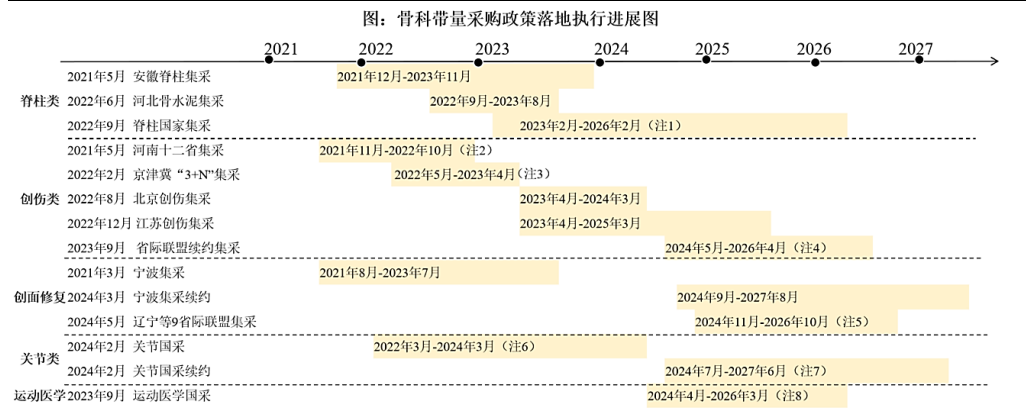 图：骨科带量采购政策落地执行进展图
2021 2022 2023 2024 2025 2026 2027
2021年5月 安徽脊柱集采 2021年12月-2023年11月
脊柱类 2022年6月 河北骨水泥集采 2022年9月-2023年8月
2022年9月 脊柱国家集采 2023年2月-2026年2月（注1）
2021年5月 河南十二省集采 2021年11月-2022年10月（注2）
2022年2月 京津冀“3+N”集采 2022年5月-2023年4月（注3）
创伤类 2022年8月 北京创伤集采 2023年4月-2024年3月
2022年12月 江苏创伤集采 2023年4月-2025年3月
2023年9月 省际联盟续约集采 2024年5月-2026年4月（注4）
2021年3月 宁波集采 2021年8月-2023年7月
创面修复 2024年3月 宁波集采续约 2024年9月-2027年8月
2024年5月 辽宁等9省际联盟集采 2024年11月-2026年10月（注5）
2024年2月 关节国采 2022年3月-2024年3月（注6）
关节类
2024年2月 关节国采续约 2024年7月-2027年6月（注7）
运动医学 2023年9月 运动医学国采 2024年4月-2026年3月（注8）